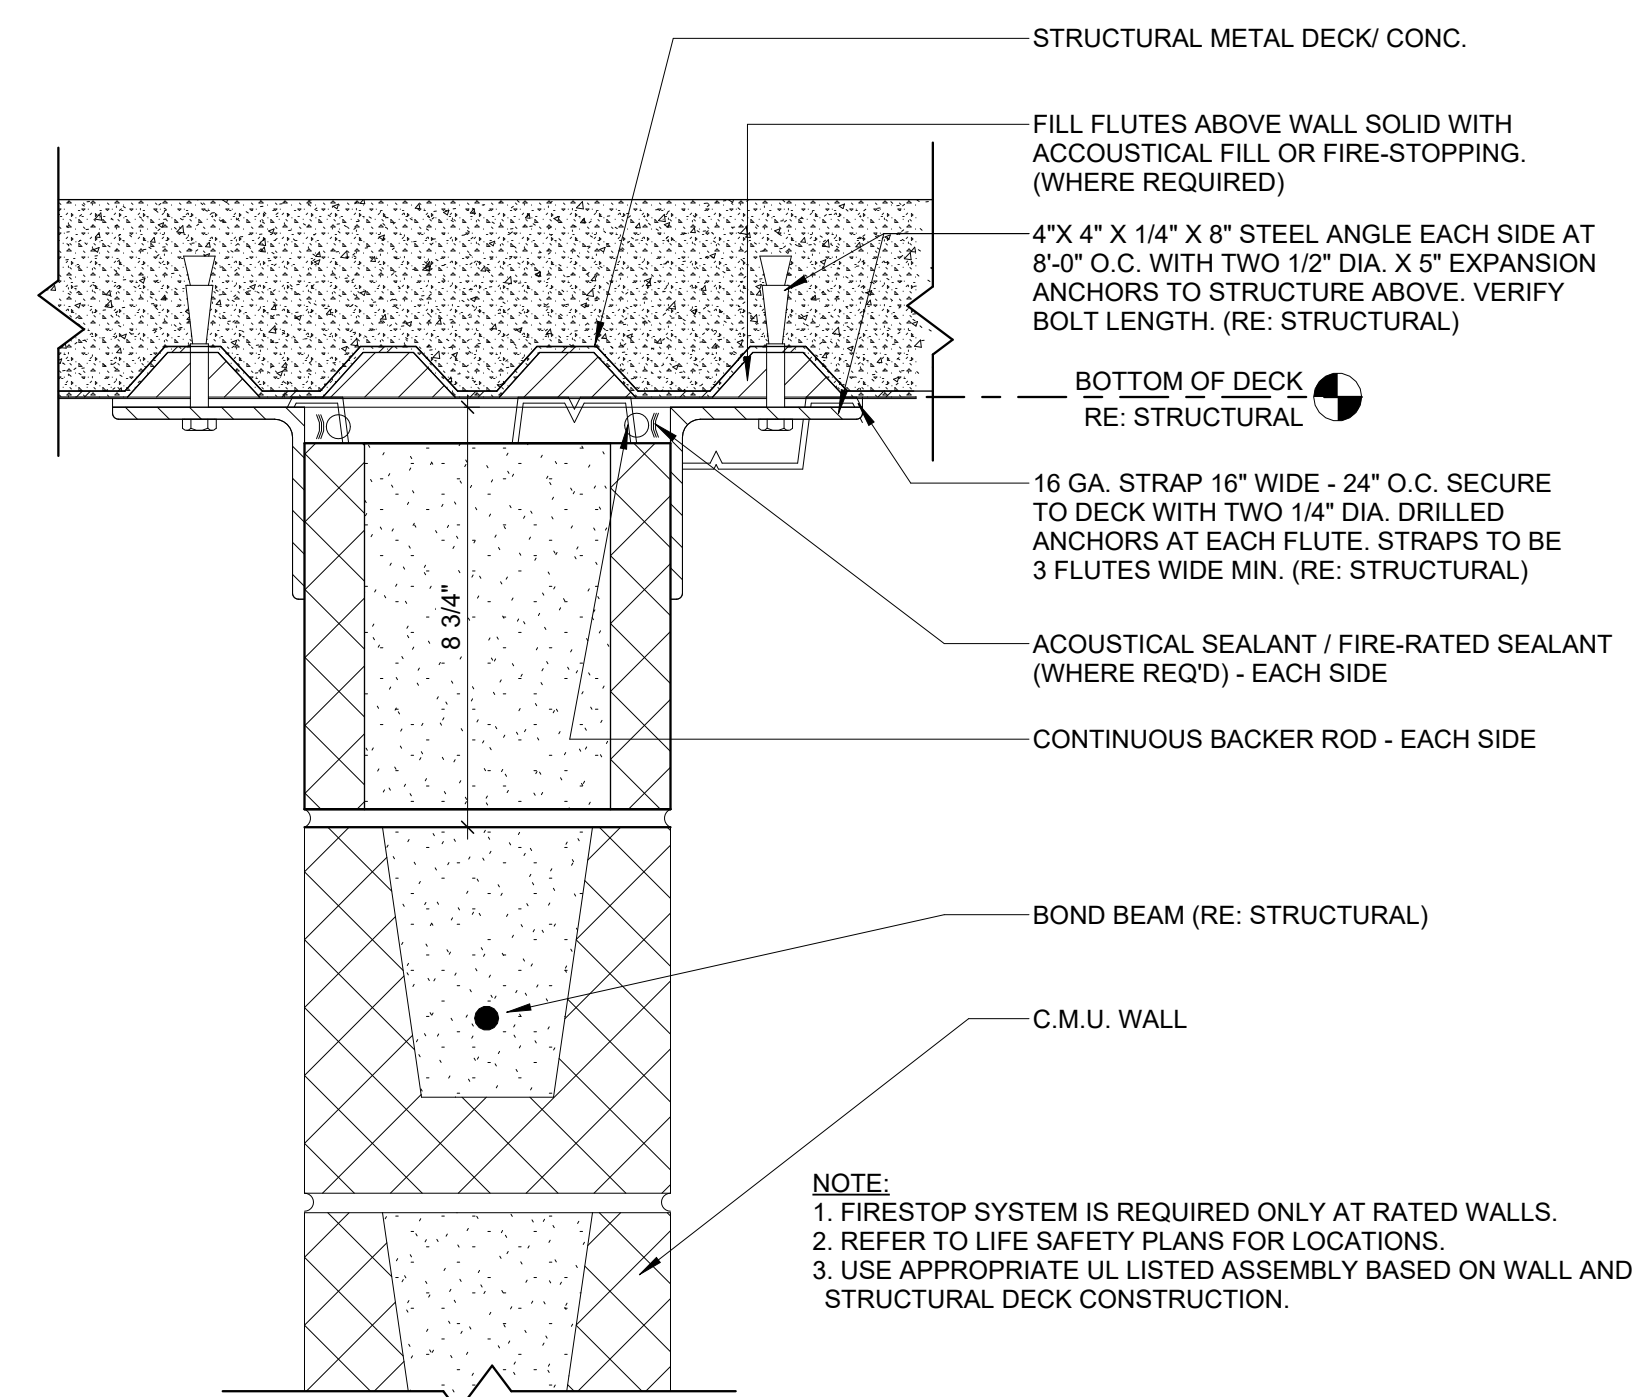 STRUCTURAL METAL DECK/ CONC.
FILL FLUTES ABOVE WALL SOLID WITH
ACCOUSTICAL FILL OR FIRE-STOPPING.
(WHERE REQUIRED)
4"X 4" X 1/4" X 8" STEEL ANGLE EACH SIDE AT
8'-0" O.C. WITH TWO 1/2" DIA. X 5" EXPANSION
ANCHORS TO STRUCTURE ABOVE. VERIFY
BOLT LENGTH. (RE: STRUCTURAL)
BOTTOM OF DECK
RE: STRUCTURAL
16 GA. STRAP 16" WIDE - 24" O.C. SECURE
TO DECK WITH TWO 1/4" DIA. DRILLED
ANCHORS AT EACH FLUTE. STRAPS TO BE
3 FLUTES WIDE MIN. (RE: STRUCTURAL)
8 3/4"
ACOUSTICAL SEALANT / FIRE-RATED SEALANT
(WHERE REQ'D) - EACH SIDE
CONTINUOUS BACKER ROD - EACH SIDE
BOND BEAM (RE: STRUCTURAL)
C.M.U. WALL
NOTE:
1. FIRESTOP SYSTEM IS REQUIRED ONLY AT RATED WALLS.
2. REFER TO LIFE SAFETY PLANS FOR LOCATIONS.
3. USE APPROPRIATE UL LISTED ASSEMBLY BASED ON WALL AND
STRUCTURAL DECK CONSTRUCTION.